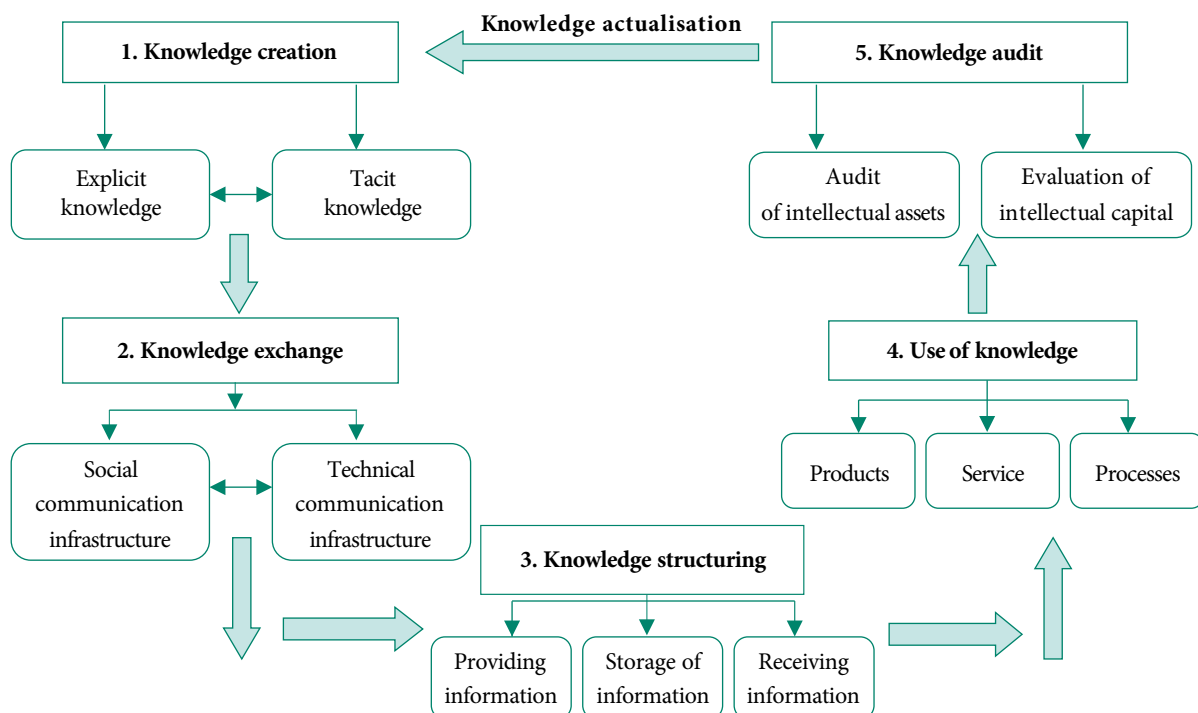 Knowledge actualisation
1. Knowledge creation
5. Knowledge audit
Explicit
knowledge
Tacit
knowledge
Audit
of intellectual assets
Evaluation of
intellectual capital
2. Knowledge exchange
4. Use of knowledge
Social
communication
infrastructure
Technical
communication
infrastructure
Products
Service
Processes
3. Knowledge structuring
Providing
information
Storage of
information
Receiving
information